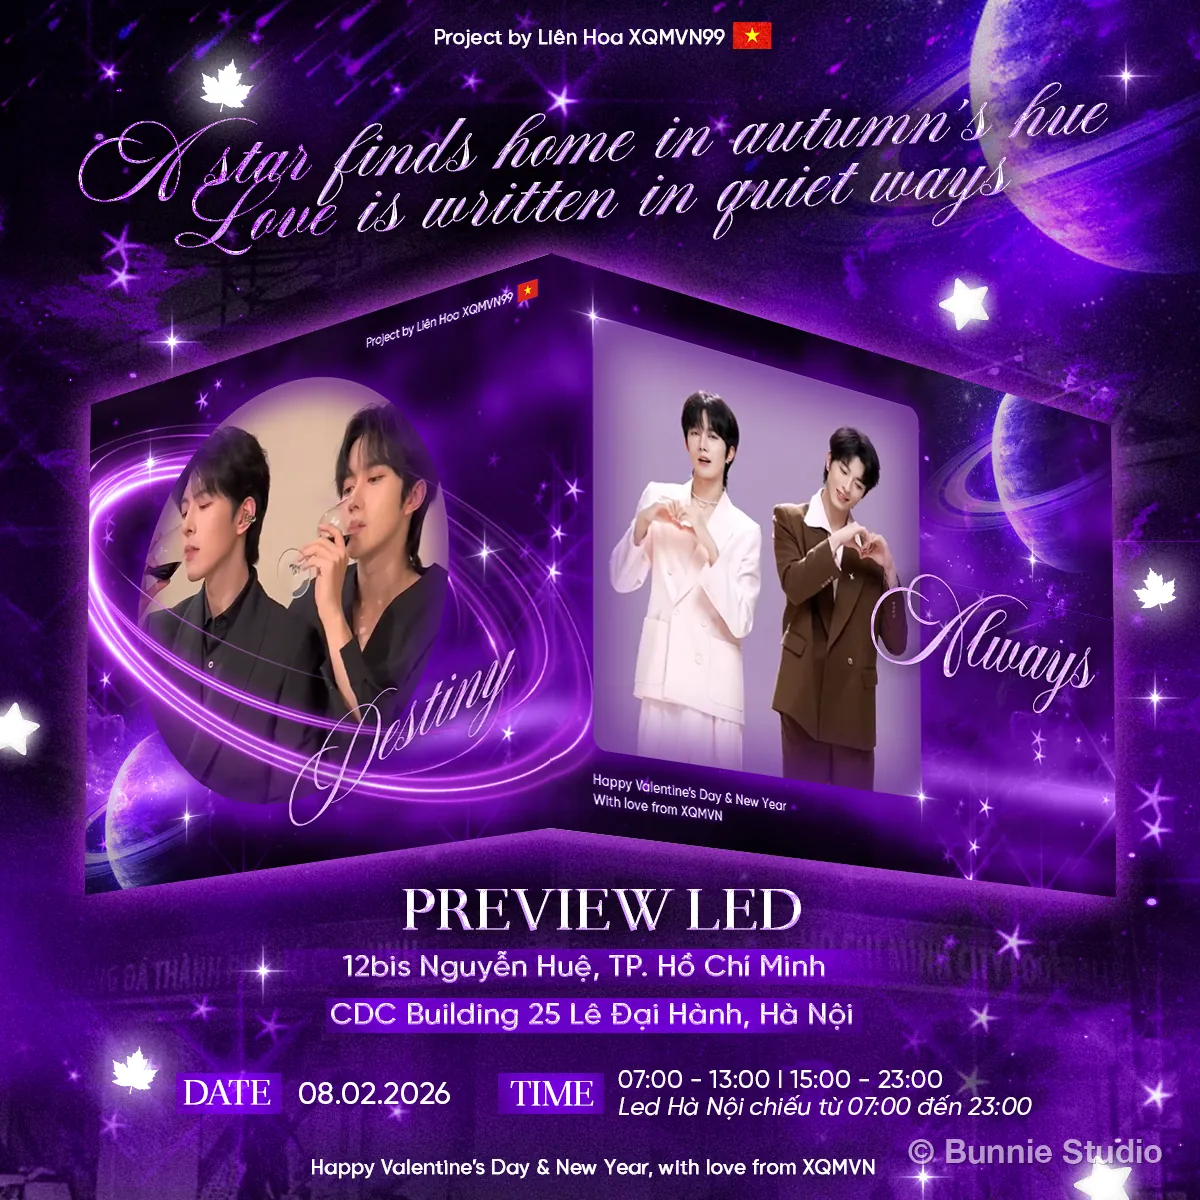 Project by Liên Hoa XQMVN99
A star finds home in autumn's hue
Love is written in quiet ways
Project by Liên Hoa XQMVN99
Destiny
Always
Happy Valentine's Day & New Year
With love from XQMVN
PREVIEW LED
12bis Nguyễn Huệ, TP. Hồ Chí Minh
CDC Building 25 Lê Đại Hành, Hà Nội
DATE 08.02.2026
TIME 07:00 - 13:00 | 15:00 - 23:00
Led Hà Nội chiếu từ 07:00 đến 23:00
© Bunnie Studio
Happy Valentine's Day & New Year, with love from XQMVN